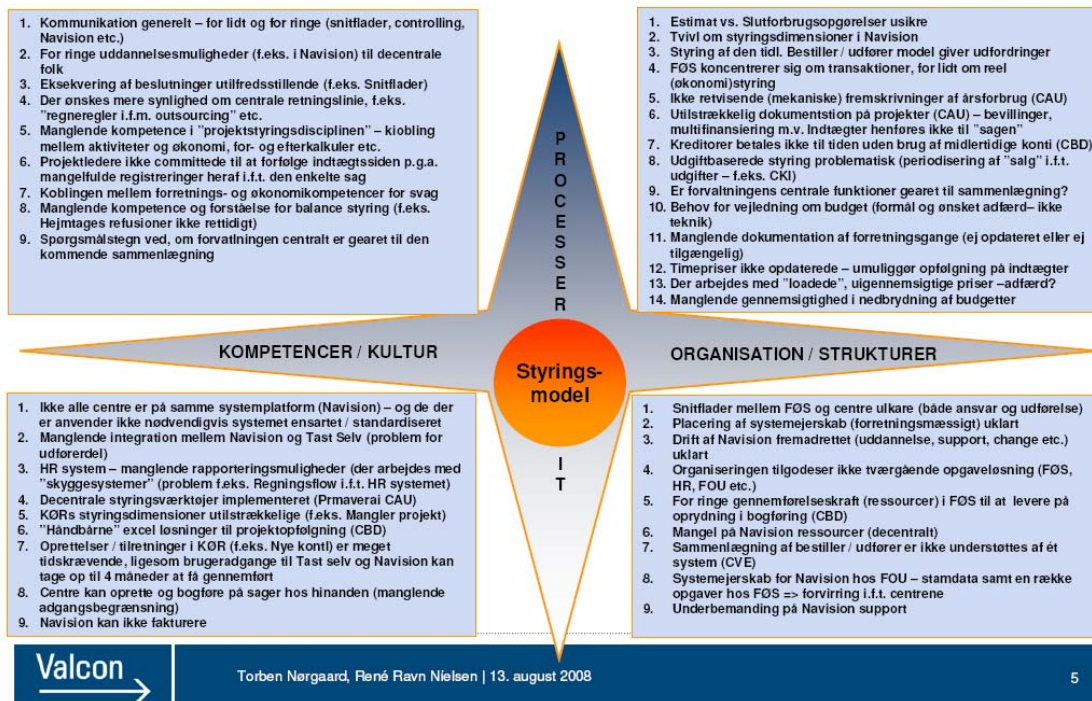 1. Kommunikation generelt – for lidt og for ringe (snitflader, controlling,
Navision etc.)
2. For ringe uddannelsesmuligheder (f.eks. i Navision) til decentrale
folk
3. Eksekvering af beslutninger utilfredsstillende (f.eks. Snitflader)
4. Der ønskes mere synlighed om centrale retningslinie, f.eks.
"regneregler i.f.m. outsourcing" etc.
5. Manglende kompetence i "projektstyringsdisciplinen" – kiobling
mellem aktiviteter og økonomi, for- og efterkalkuler etc.
6. Projektledere ikke committede til at forfølge indtægtssiden p.g.a.
mangelfulde registreringer heraf i.f.t. den enkelte sag
7. Koblingen mellem forretnings- og økonomikompetencer for svag
8. Manglende kompetence og forståelse for balance styring (f.eks.
Hejmtages refusioner ikke rettidigt)
9. Spørgsmålstegn ved, om forvatlningen centralt er gearet til den
kommende sammenlægning
1. Estimat vs. Slutforbrugsopgørelser usikre
2. Tvivl om styringsdimensioner i Navision
3. Styring af den tidl. Bestiller / udfører model giver udfordringer
4. FØS koncentrerer sig om transaktioner, for lidt om reel
(økonomi)styring
5. Ikke retvisende (mekaniske) fremskrivninger af årsforbrug (CAU)
6. Utilstrækkelig dokumentstion på projekter (CAU) – bevillinger,
multifinansiering m.v. Indtægter henføres ikke til "sagen"
7. Kreditorer betales ikke til tiden uden brug af midlertidige konti (CBD)
8. Udgiftbaserede styring problematisk (periodisering af "salg" i.f.t.
udgifter – f.eks. CKI)
9. Er forvaltningens centrale funktioner gearet til sammenlægning?
10. Behov for vejledning om budget (formål og ønsket adfærd– ikke
teknik)
11. Manglende dokumentation af forretningsgange (ej opdateret eller ej
tilgængelig)
12. Timepriser ikke opdaterede – umuliggør opfølgning på indtægter
13. Der arbejdes med "loadede", uigennemsigtige priser –adfærd?
14. Manglende gennemsigtighed i nedbrydning af budgetter
PROCESSER
KOMPETENCER / KULTUR
ORGANISATION / STRUKTURER
Styrings-
model
IT
1. Ikke alle centre er på samme systemplatform (Navision) – og de der
er anvender ikke nødvendigvis systemet ensartet / standardiseret
2. Manglende integration mellem Navision og Tast Selv (problem for
udførerdel)
3. HR system – manglende rapporteringsmuligheder (der arbejdes med
"skyggesystemer" (problem f.eks. Regningsflow i.f.t. HR systemet)
4. Decentrale styringsværktøjer implementeret (Prmaverai CAU)
5. KØRs styringsdimensioner utilstrækkelige (f.eks. Mangler projekt)
6. "Håndbårne" excel løsninger til projektopfølgning (CBD)
7. Oprettelser / tilretninger i KØR (f.eks. Nye kontI) er meget
tidskrævende, ligesom brugeradgange til Tast selv og Navision kan
tage op til 4 måneder at få gennemført
8. Centre kan oprette og bogføre på sager hos hinanden (manglende
adgangsbegrænsning)
9. Navision kan ikke fakturere
1. Snitflader mellem FØS og centre ulkare (både ansvar og udførelse)
2. Placering af systemejerskab (forretningsmæssigt) uklart
3. Drift af Navision fremadrettet (uddannelse, support, change etc.)
uklart
4. Organiseringen tilgodeser ikke tværgående opgaveløsning (FØS,
HR, FOU etc.)
5. For ringe gennemførelseskraft (ressourcer) i FØS til at levere på
oprydning i bogføring (CBD)
6. Mangel på Navision ressourcer (decentralt)
7. Sammenlægning af bestiller / udfører er ikke understøttes af ét
system (CVE)
8. Systemejerskab for Navision hos FOU – stamdata samt en række
opgaver hos FØS => forvirring i.f.t. centrene
9. Underbemanding på Navision support
Valcon
Torben Nørgaard, René Ravn Nielsen | 13. august 2008
5